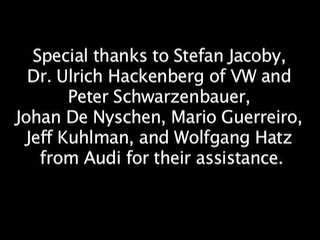 Special thanks to Stefan Jacoby,
Dr. Ulrich Hackenberg of VW and
Peter Schwarzenbauer,
Johan De Nyschen, Mario Guerreiro,
Jeff Kuhlman, and Wolfgang Hatz
from Audi for their assistance.